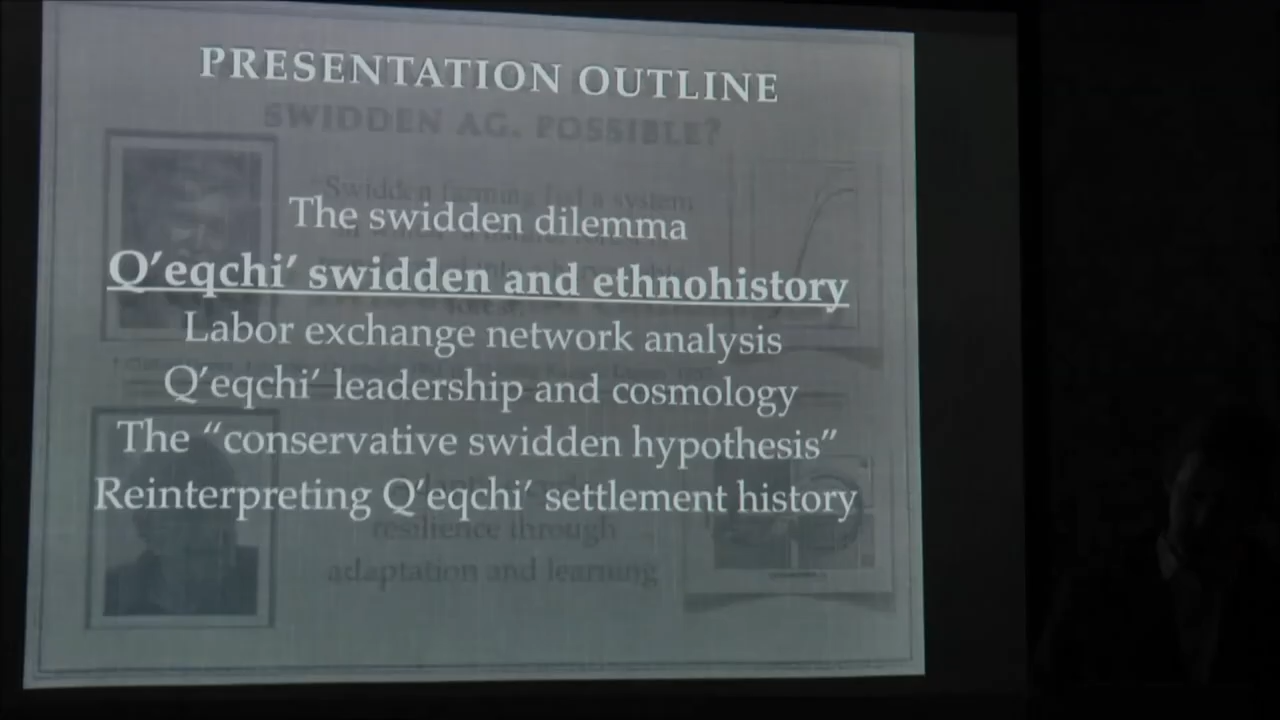 PRESENTATION OUTLINE
SWIDDEN AG. POSSIBLE?
The swidden dilemma
Q’eqchi’ swidden and ethnohistory
Labor exchange network analysis
Q’eqchi’ leadership and cosmology
The “conservative swidden hypothesis”
Reinterpreting Q’eqchi’ settlement history
resilience through
adaptation and learning